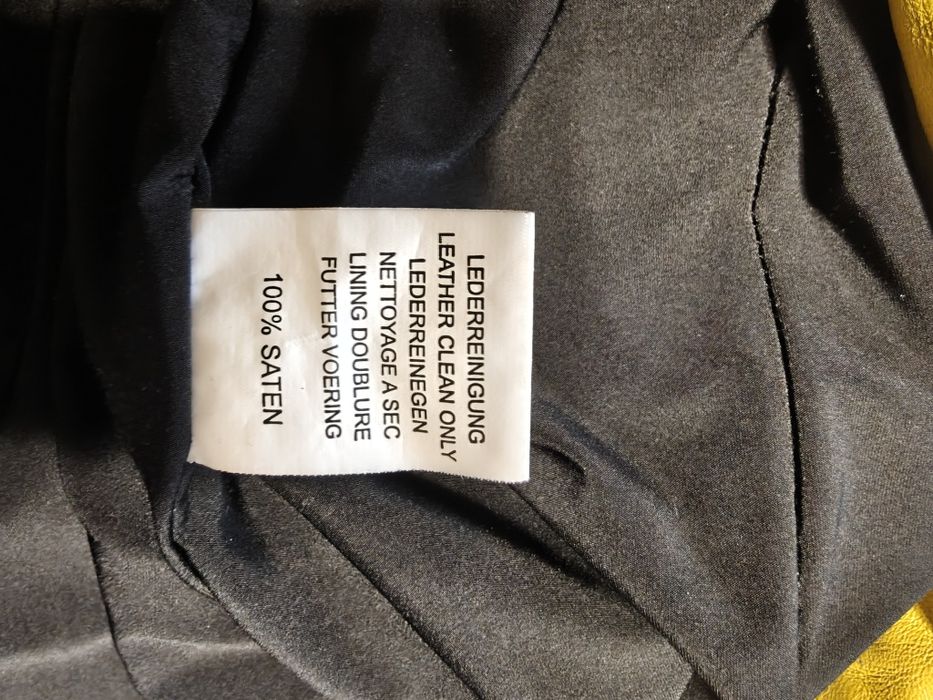 LEDERREINIGUNG
LEATHER CLEAN ONLY
LEDERREINEGEN
NETTOYAGE A SEC
LINING DOUBLURE
FUTTER VOERING
100% SATEN